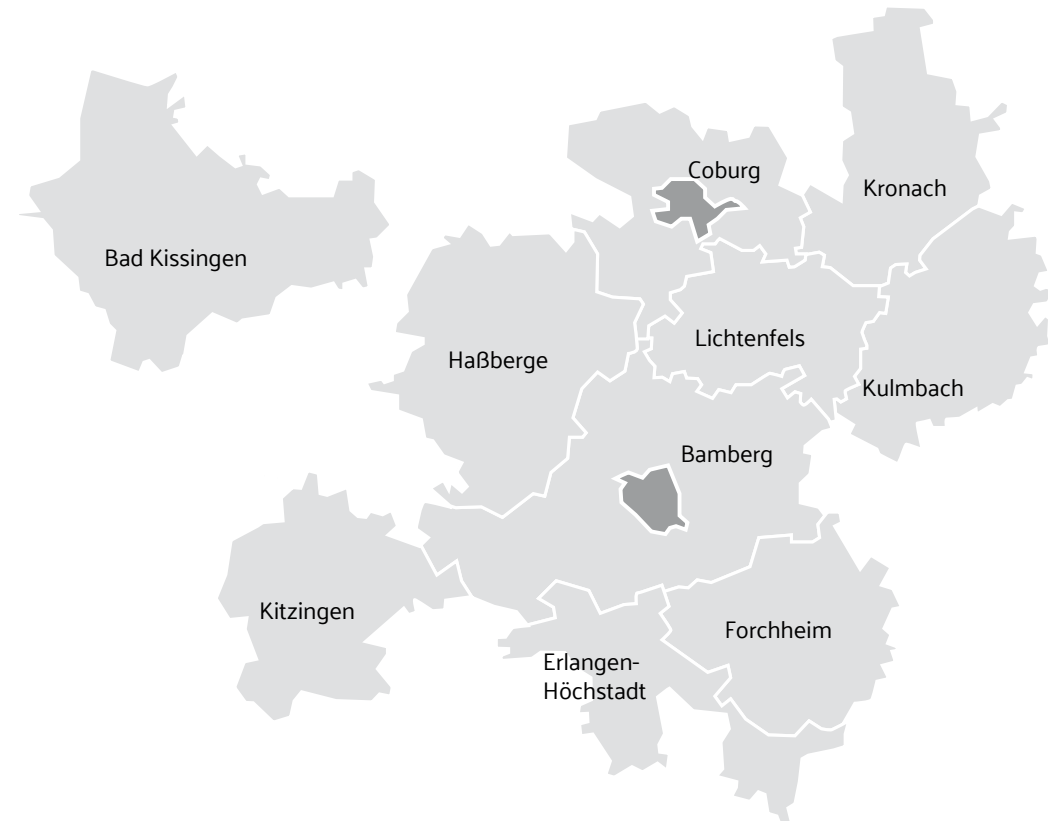 Coburg
Kronach
Bad Kissingen
Lichtenfels
Haßberge
Kulmbach
Bamberg
Kitzingen
Forchheim
Erlangen-
Höchstadt